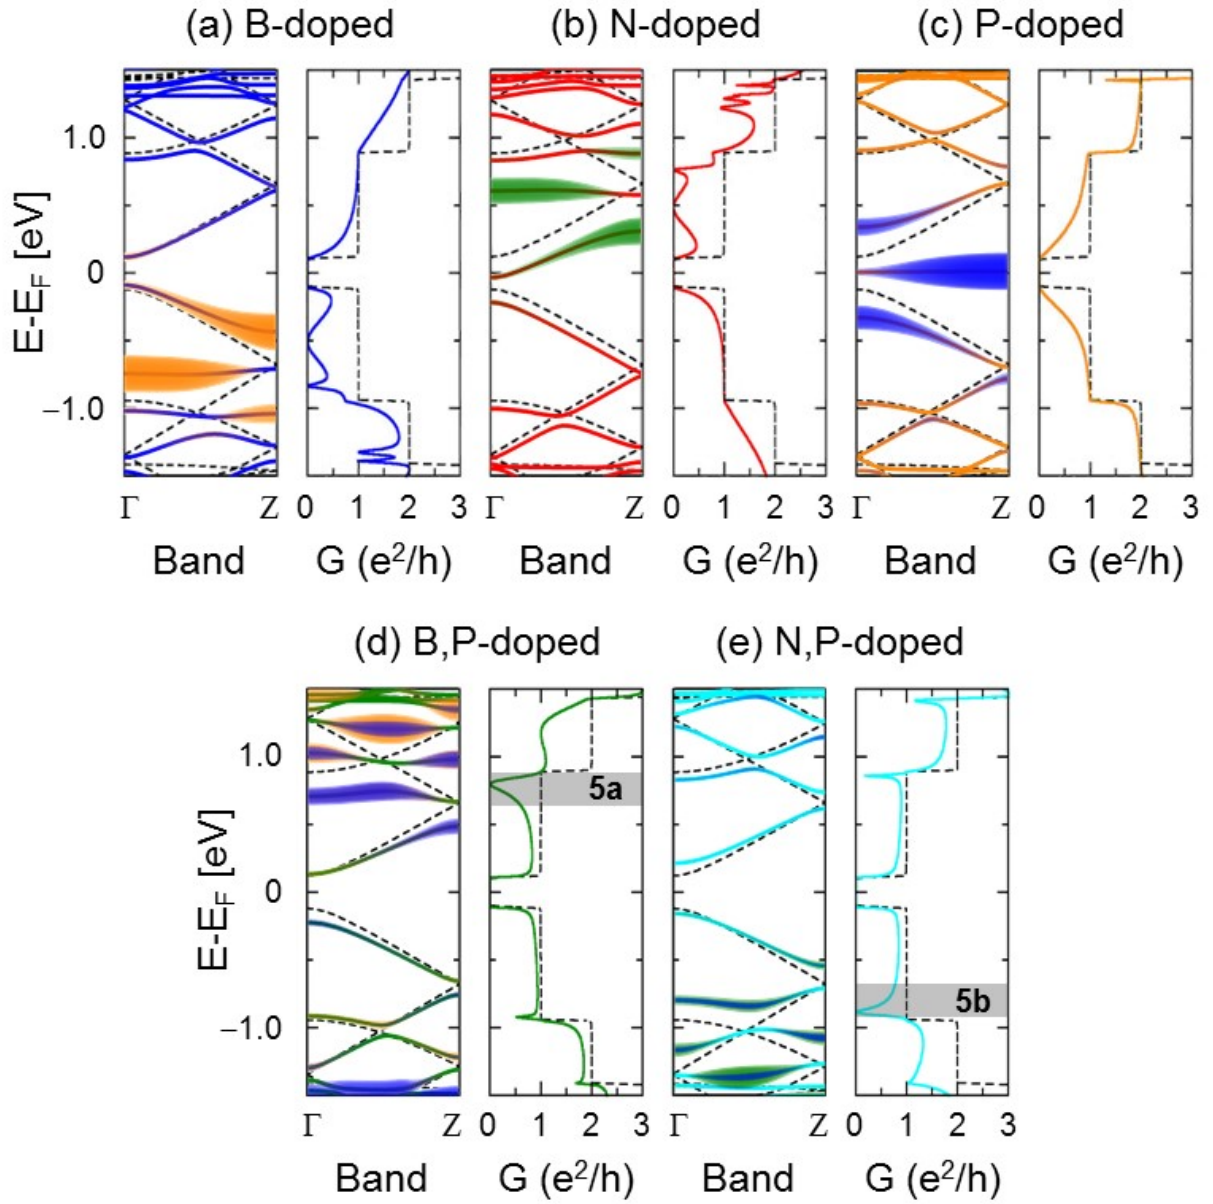 (a) B-doped (b) N-doped (c) P-doped
E-E_F [eV]
1.0
0
−1.0
Γ Z 0 1 2 3 Γ Z 0 1 2 3 Γ Z 0 1 2 3
Band G (e²/h) Band G (e²/h) Band G (e²/h)
(d) B,P-doped (e) N,P-doped
E-E_F [eV]
1.0
5a
0
5b
−1.0
Γ Z 0 1 2 3 Γ Z 0 1 2 3
Band G (e²/h) Band G (e²/h)